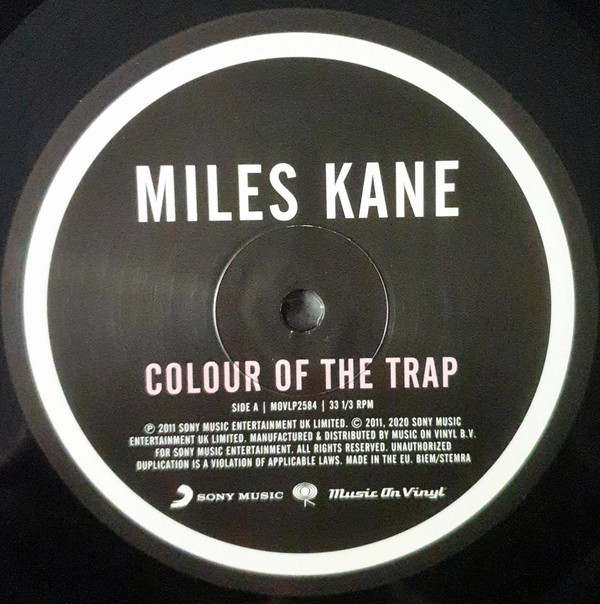 MILES KANE
COLOUR OF THE TRAP
SIDE A | MOVLP2584 | 33 1/3 RPM
℗ 2011 SONY MUSIC ENTERTAINMENT UK LIMITED. © 2011, 2020 SONY MUSIC
ENTERTAINMENT UK LIMITED. MANUFACTURED & DISTRIBUTED BY MUSIC ON VINYL B.V.
FOR SONY MUSIC ENTERTAINMENT. ALL RIGHTS RESERVED. UNAUTHORIZED
DUPLICATION IS A VIOLATION OF APPLICABLE LAWS. MADE IN THE EU. BIEM/STEMRA
SONY MUSIC Music On Vinyl